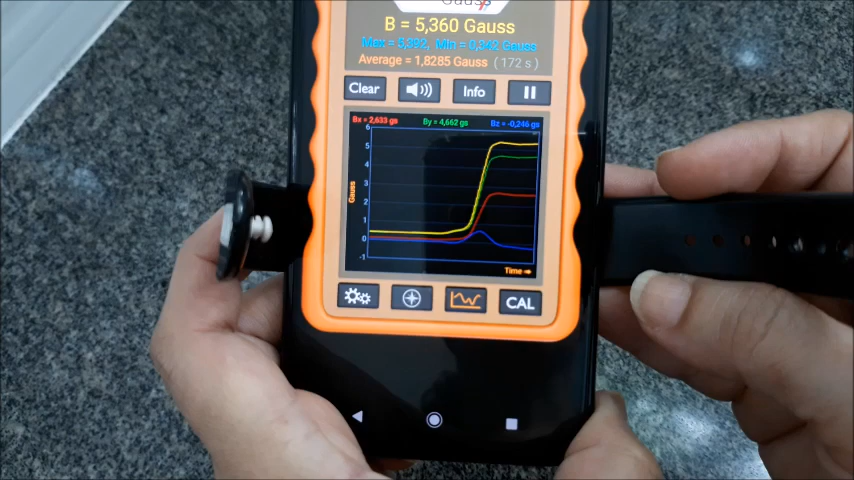 Gauss
B = 5,360 Gauss
Max = 5,392, Min = 0,342 Gauss
Average = 1,8285 Gauss (172 s)
Clear Info
Bx = 2,633 gs By = 4,662 gs Bz = -0,246 gs
6
5
4
3
2
1
0
-1
Gauss
Time
CAL